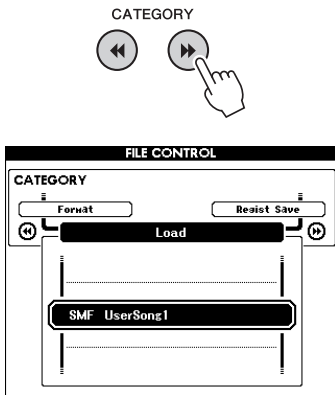 CATEGORY
FILE CONTROL
CATEGORY
Format
Regist Save
Load
SMF UserSong1